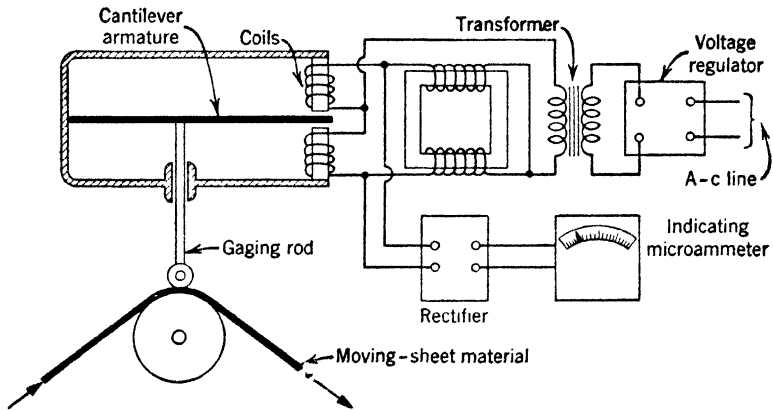 Cantilever
armature
Coils
Transformer
Voltage
regulator
A-c line
Gaging rod
Indicating
microammeter
Rectifier
Moving-sheet material